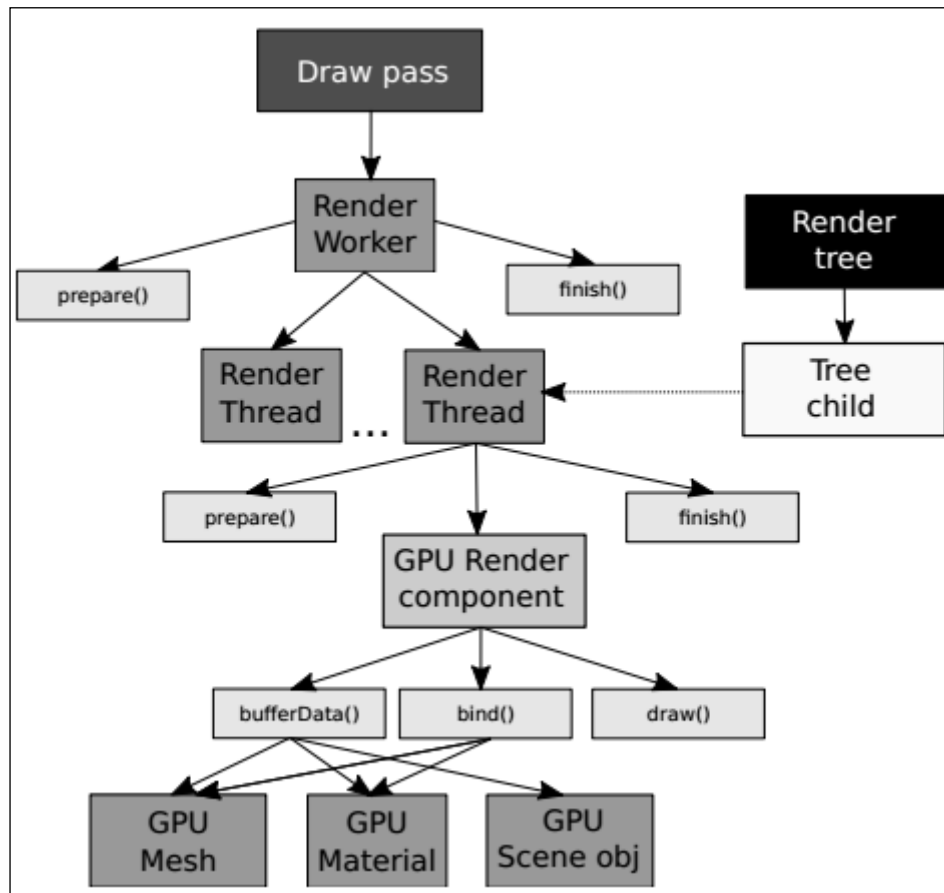 Draw pass
Render
Worker
Render
tree
prepare()
finish()
Render
Thread
...
Render
Thread
Tree
child
prepare()
finish()
GPU Render
component
bufferData()
bind()
draw()
GPU
Mesh
GPU
Material
GPU
Scene obj